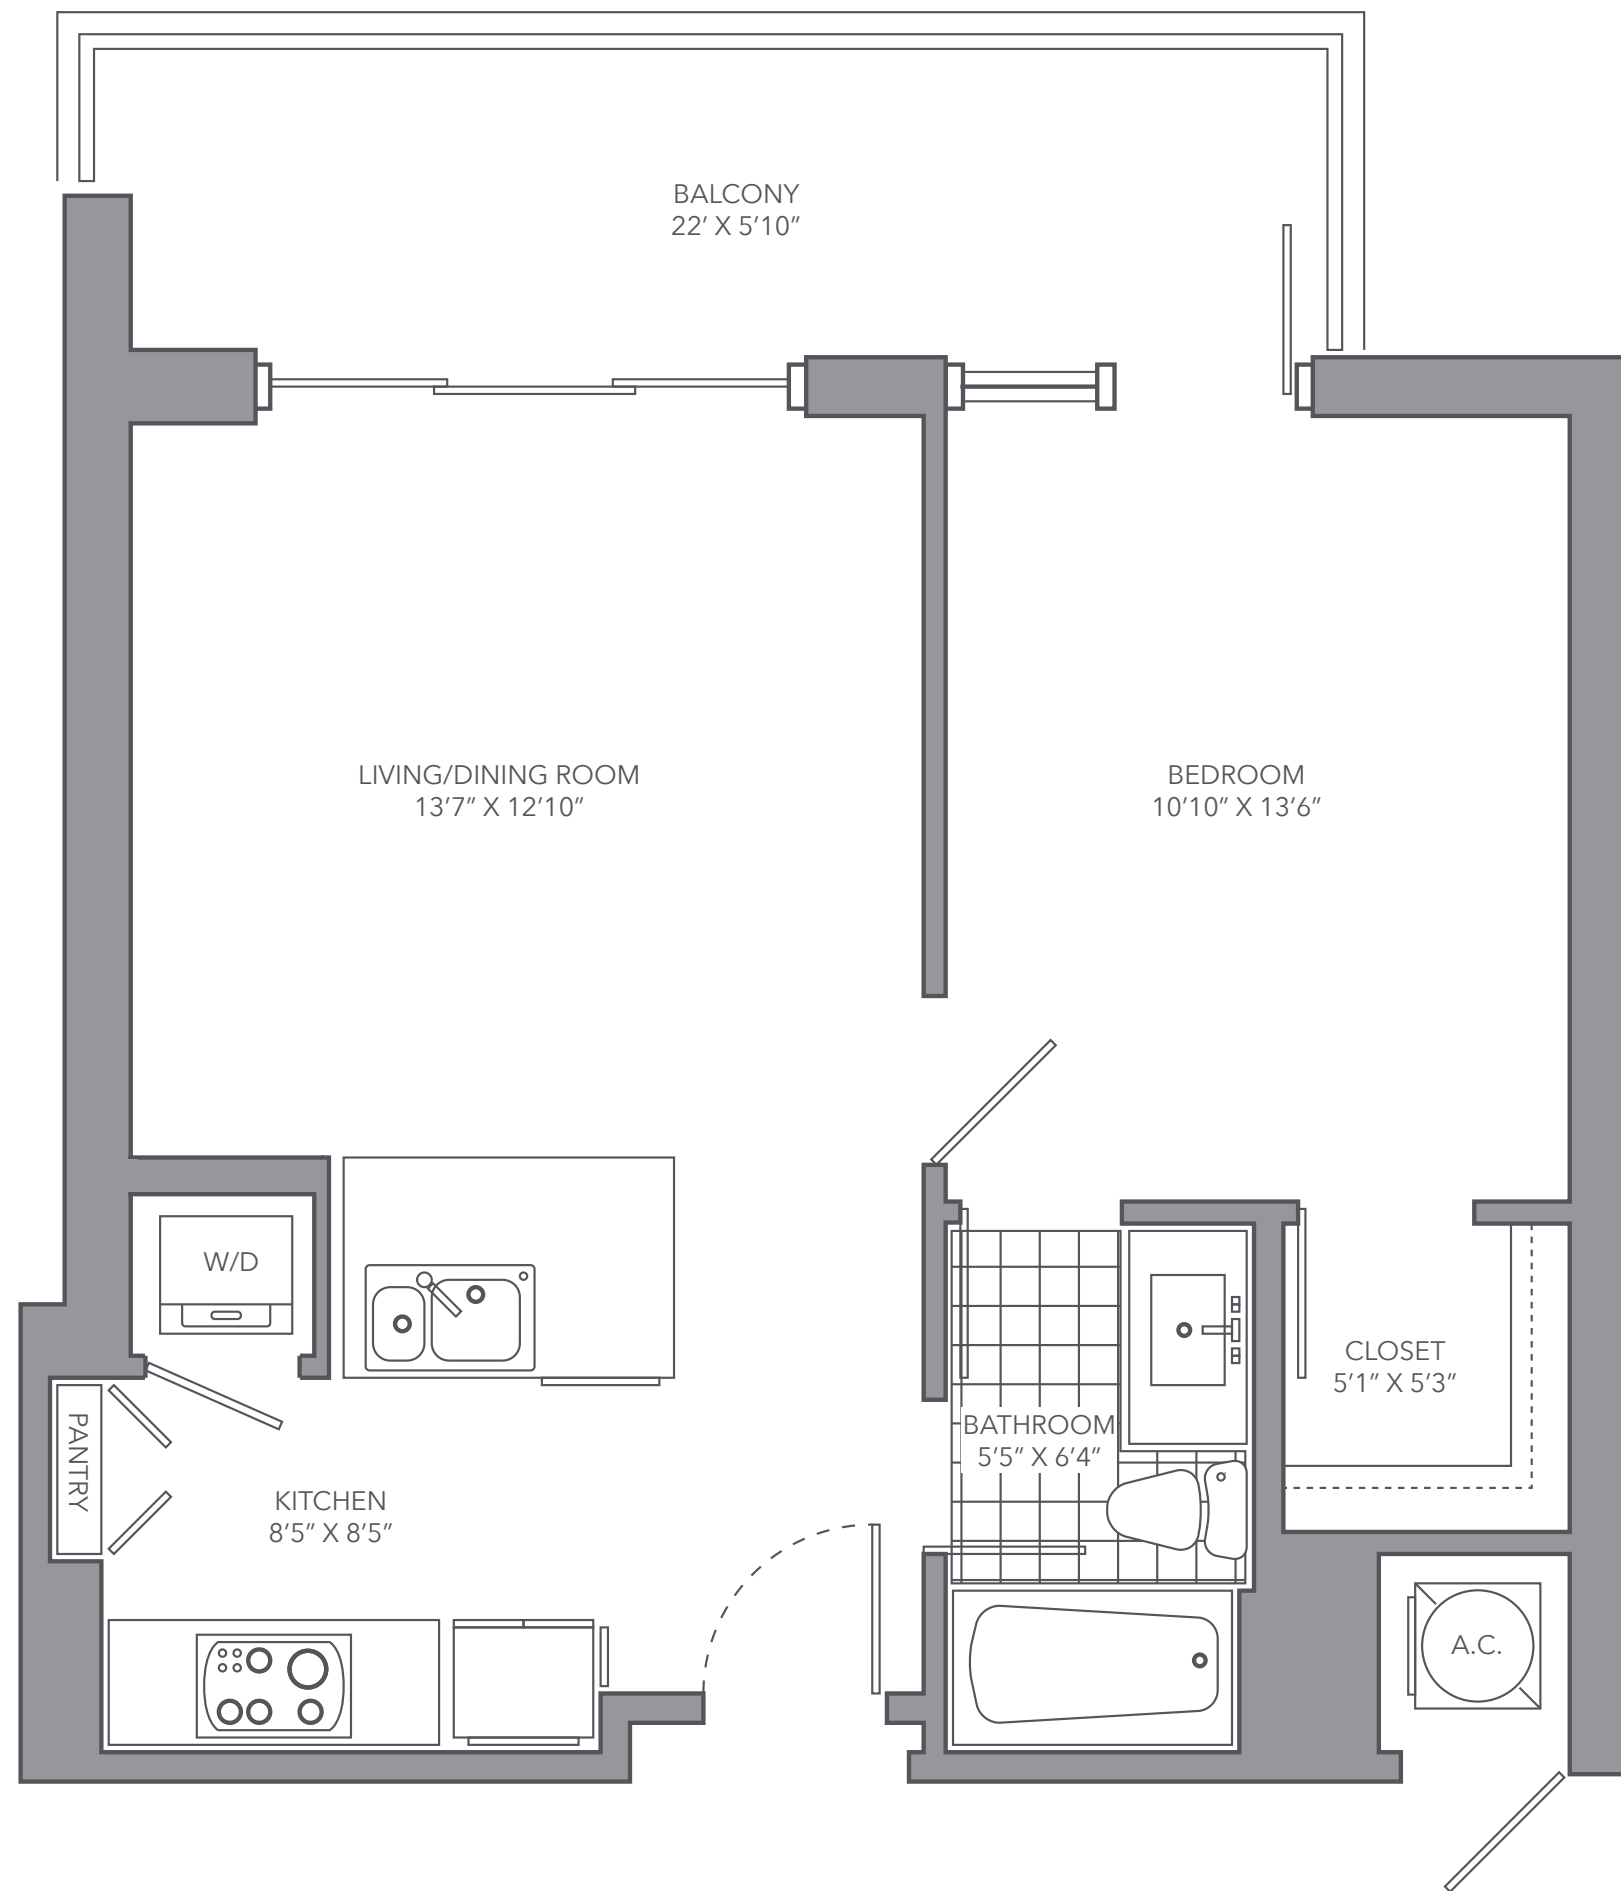 BALCONY
22’ X 5’10”
LIVING/DINING ROOM
13’7” X 12’10”
BEDROOM
10’10” X 13’6”
W/D
CLOSET
5’1” X 5’3”
PANTRY
BATHROOM
5’5” X 6’4”
KITCHEN
8’5” X 8’5”
A.C.